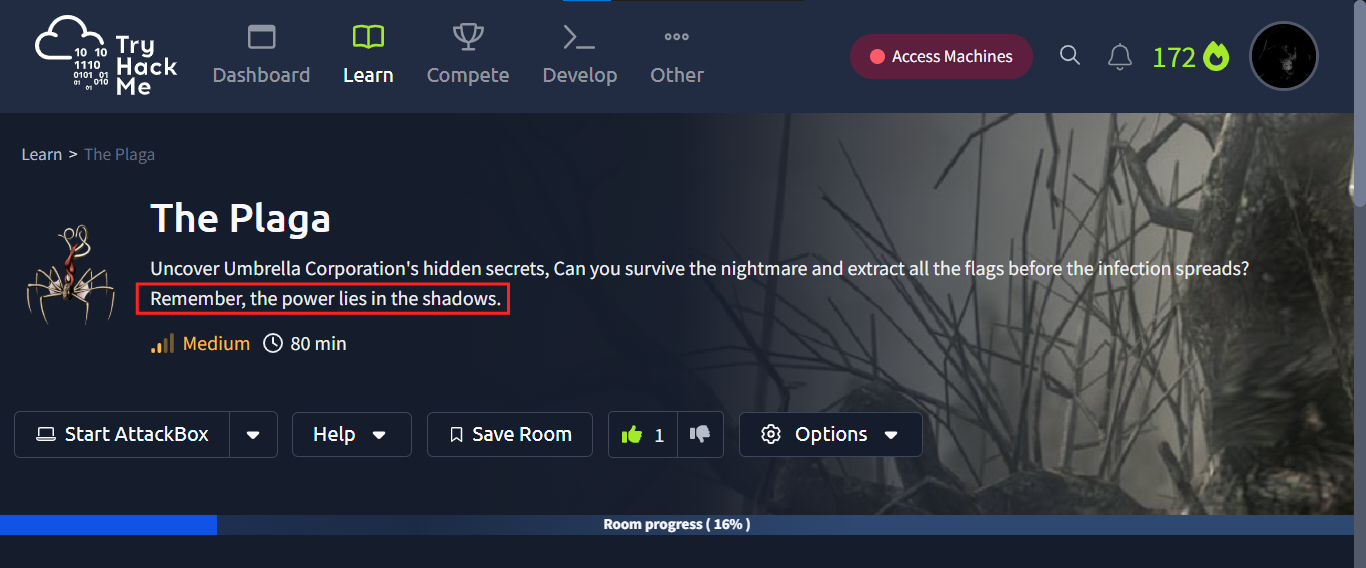 Try
Hack
Me
10 10
1110
0101 01
01 010
01
Dashboard
Learn
Compete
Develop
Other
Access Machines
172
Learn > The Plaga
The Plaga
Uncover Umbrella Corporation's hidden secrets, Can you survive the nightmare and extract all the flags before the infection spreads?
Remember, the power lies in the shadows.
Medium 80 min
Start AttackBox
Help
Save Room
1
Options
Room progress ( 16% )